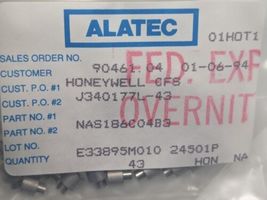 ALATEC
01HOT1
SALES ORDER NO. 90461.04 01-06-94
CUSTOMER HONEYWELL-CFS
CUST. P.O. #1 J340177L-43
CUST. P.O. #2
PART NO. #1 NAS1860C04B3
PART NO. #2
LOT NO. E33895M010 24501P
QUANTITY 43 HON NA
FED. EXP
OVERNIT